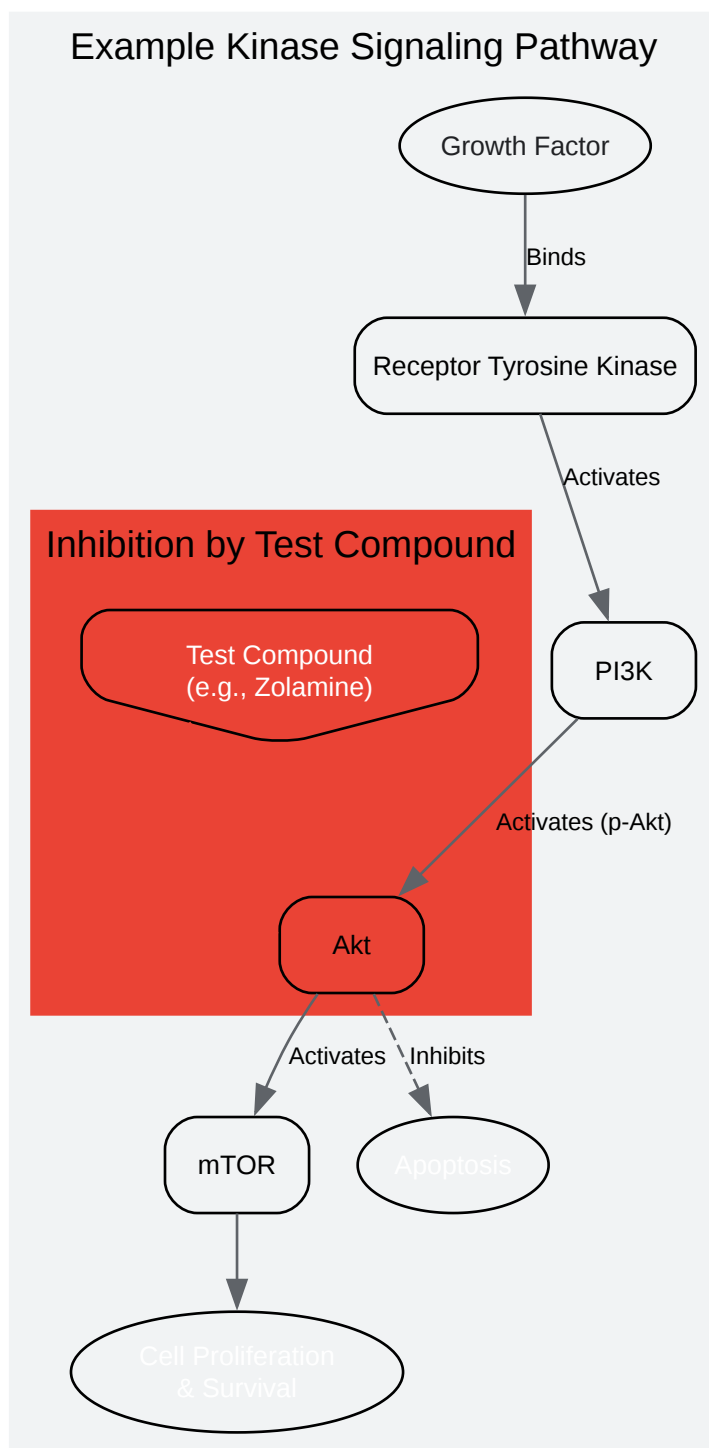 Example Kinase Signaling Pathway
Growth Factor
Binds
Receptor Tyrosine Kinase
Activates
Inhibition by Test Compound
Test Compound
(e.g., Zolamine)
PI3K
Activates (p-Akt)
Akt
Activates
Inhibits
mTOR
Apoptosis
Cell Proliferation
& Survival